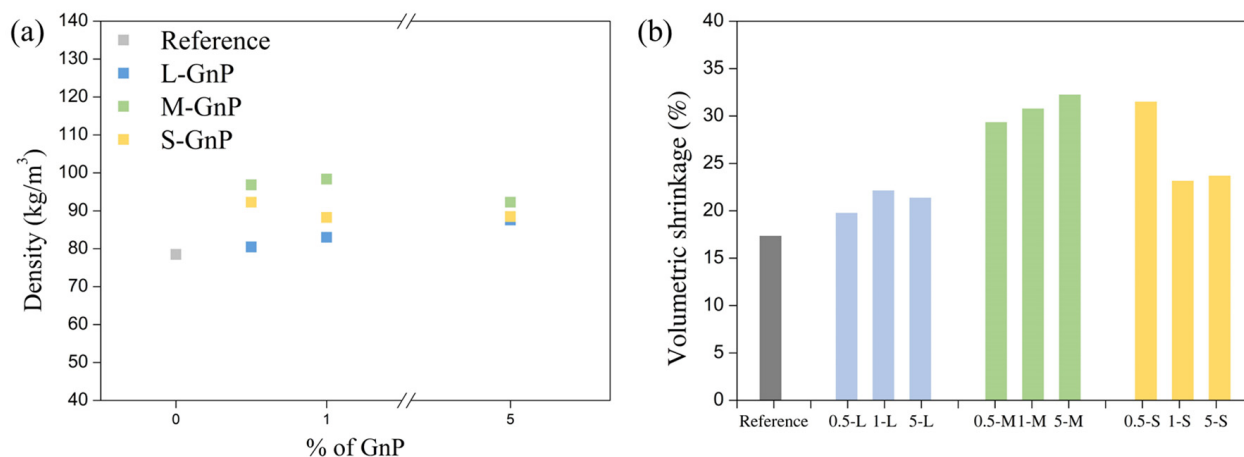 (a)
Density (kg/m³)
140
130
120
110
100
90
80
70
60
50
40
Reference
L-GnP
M-GnP
S-GnP
0 1 5
% of GnP
(b)
Volumetric shrinkage (%)
40
35
30
25
20
15
10
5
0
Reference 0.5-L 1-L 5-L 0.5-M 1-M 5-M 0.5-S 1-S 5-S